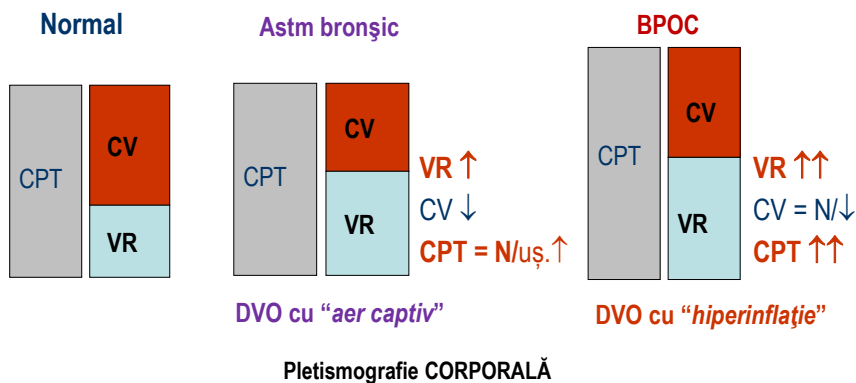 Normal
CPT
CV
VR
Astm bronşic
CPT
CV
VR
VR ↑
CV ↓
CPT = N/uș.↑
DVO cu “aer captiv”
BPOC
CPT
CV
VR
VR ↑↑
CV = N/↓
CPT ↑↑
DVO cu “hiperinflaţie”
Pletismografie CORPORALĂ